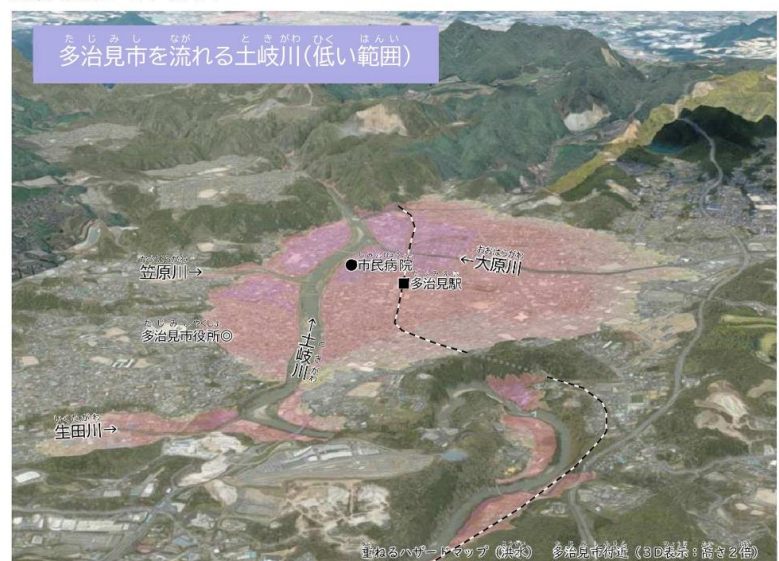 多治見市を流れる土岐川(低い範囲)
笠原川→
●市民病院
←大原川
■多治見駅
多治見市役所◎
←土岐川
生田川→
重ねるハザードマップ（洪水）　多治見市付近（3D表示：高さ2倍）